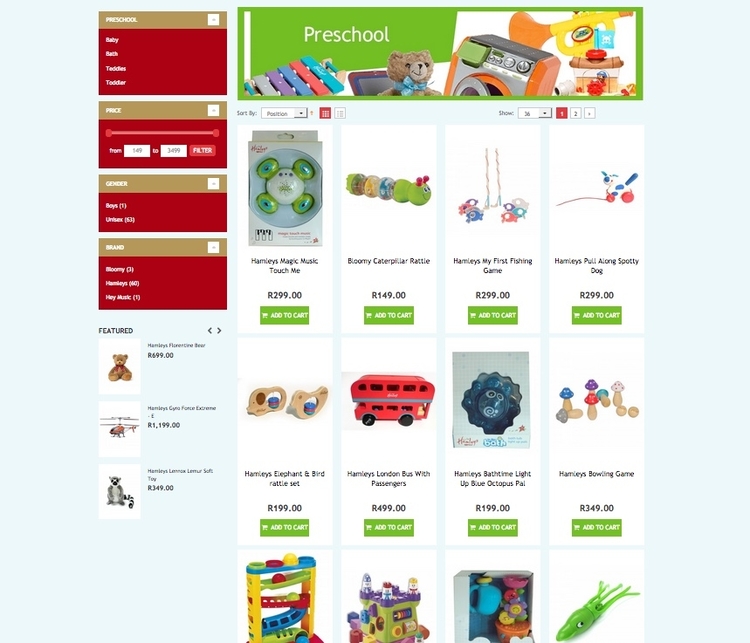 PRESCHOOL
Baby
Bath
Teddies
Toddler
PRICE
from 149 to 3499 FILTER
GENDER
Boys (1)
Unisex (53)
BRAND
Bloomy (3)
Hamleys (60)
Hey Music (1)
FEATURED
Hamleys Florentine Bear
R699.00
Hamleys Gyro Force Extreme
- E
R1,199.00
Hamleys Lennox Lemur Soft
Toy
R349.00
Preschool
Sort By: Position
Show: 36 1 2
Hamleys Magic Music
Touch Me
R299.00
ADD TO CART
Bloomy Caterpillar Rattle
R149.00
ADD TO CART
Hamleys My First Fishing
Game
R299.00
ADD TO CART
Hamleys Pull Along Spotty
Dog
R299.00
ADD TO CART
Hamleys Elephant & Bird
rattle set
R199.00
ADD TO CART
Hamleys London Bus With
Passengers
R499.00
ADD TO CART
Hamleys Bathtime Light
Up Blue Octopus Pal
R199.00
ADD TO CART
Hamleys Bowling Game
R349.00
ADD TO CART